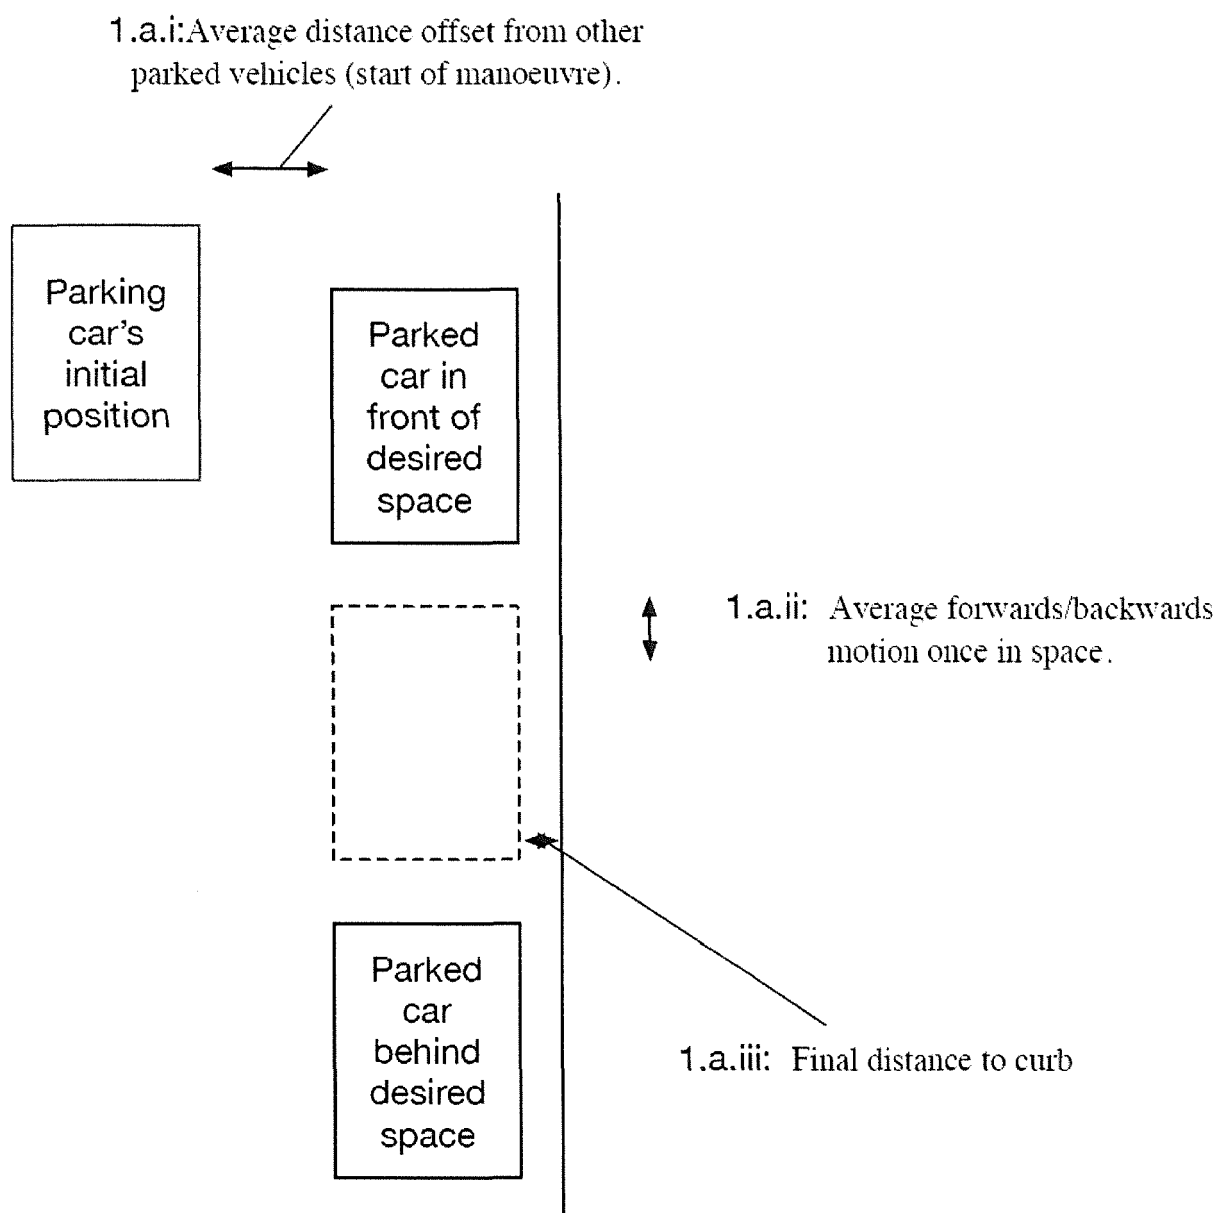 1.a.i:Average distance offset from other
parked vehicles (start of manoeuvre).
Parking
car's
initial
position
Parked
car in
front of
desired
space
1.a.ii: Average forwards/backwards
motion once in space.
Parked
car
behind
desired
space
1.a.iii: Final distance to curb